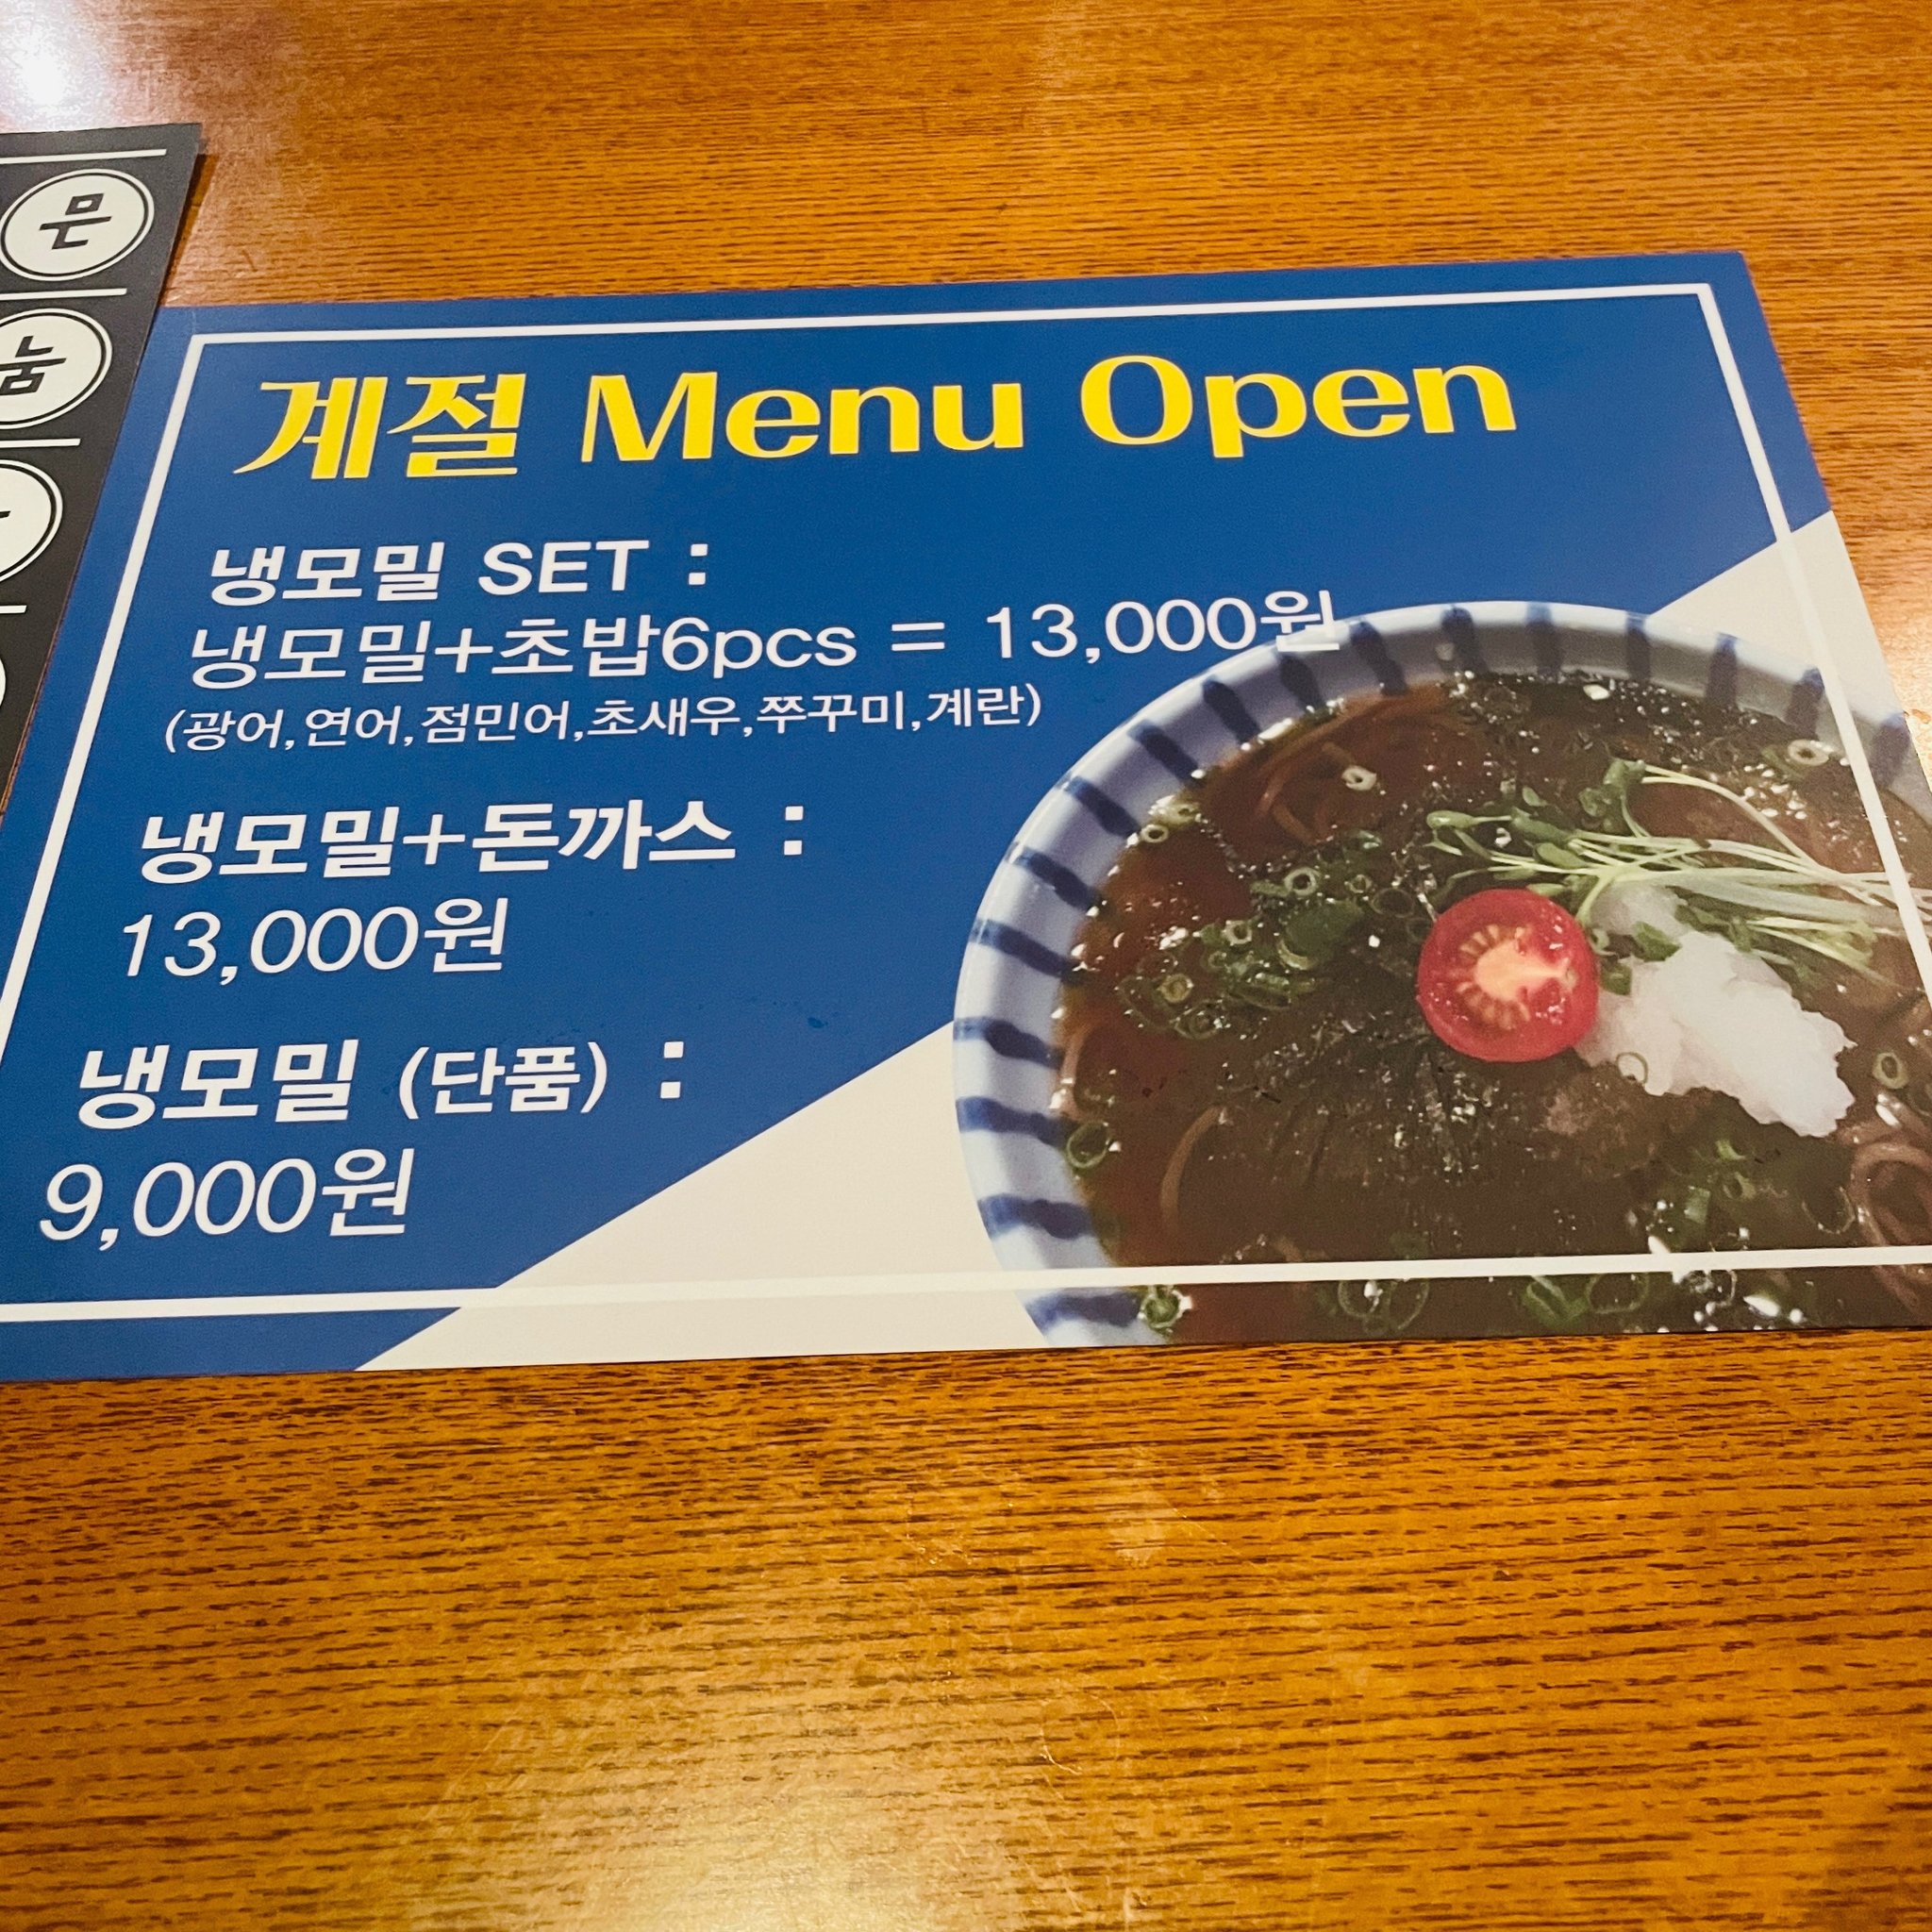 문
눔
계절 Menu Open
냉모밀 SET :
냉모밀+초밥6pcs = 13,000원
(광어,연어,점민어,초새우,쭈꾸미,계란)
냉모밀+돈까스 :
13,000원
냉모밀 (단품) :
9,000원